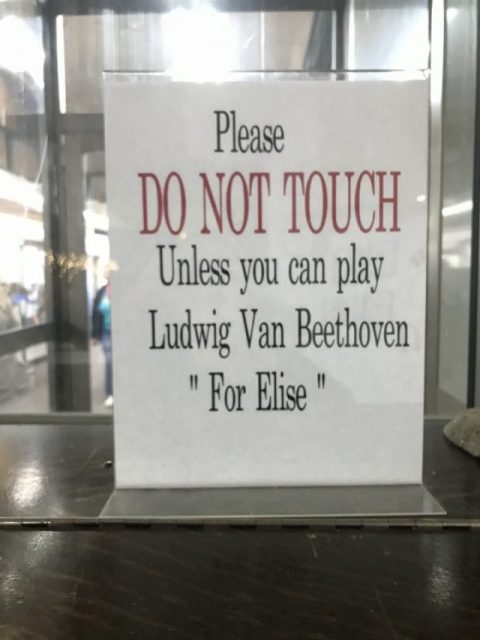 Please
DO NOT TOUCH
Unless you can play
Ludwig Van Beethoven
" For Elise "